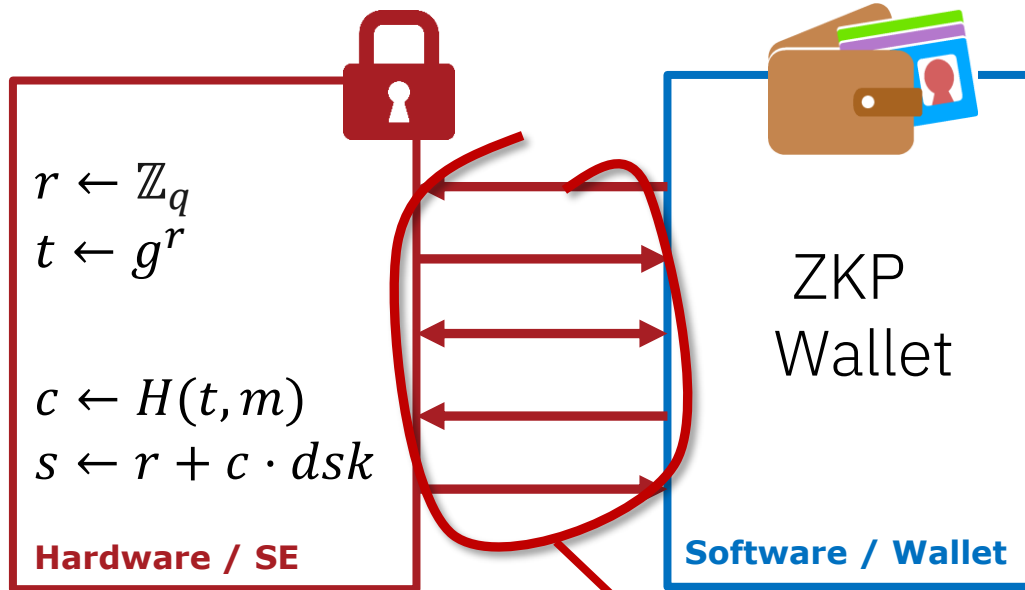 r ← ℤ_q
t ← g^r
c ← H(t, m)
s ← r + c · dsk
Hardware / SE
ZKP
Wallet
Software / Wallet